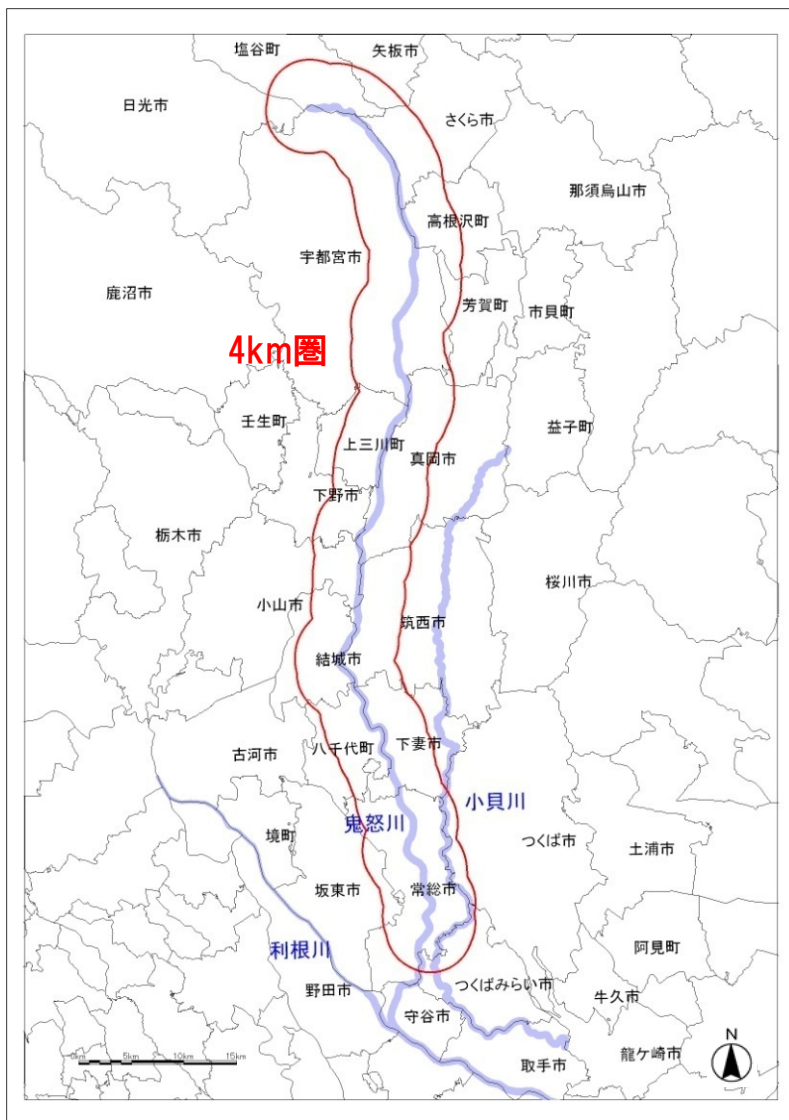 塩谷町
矢板市
日光市
さくら市
那須烏山市
高根沢町
宇都宮市
鹿沼市
芳賀町
市貝町
4km圏
壬生町
上三川町
益子町
真岡市
下野市
栃木市
桜川市
小山市
筑西市
結城市
古河市
八千代町
下妻市
小貝川
鬼怒川
境町
つくば市
土浦市
坂東市
常総市
利根川
阿見町
野田市
つくばみらい市
牛久市
守谷市
N
取手市
龍ケ崎市
0km 5km 10km 15km